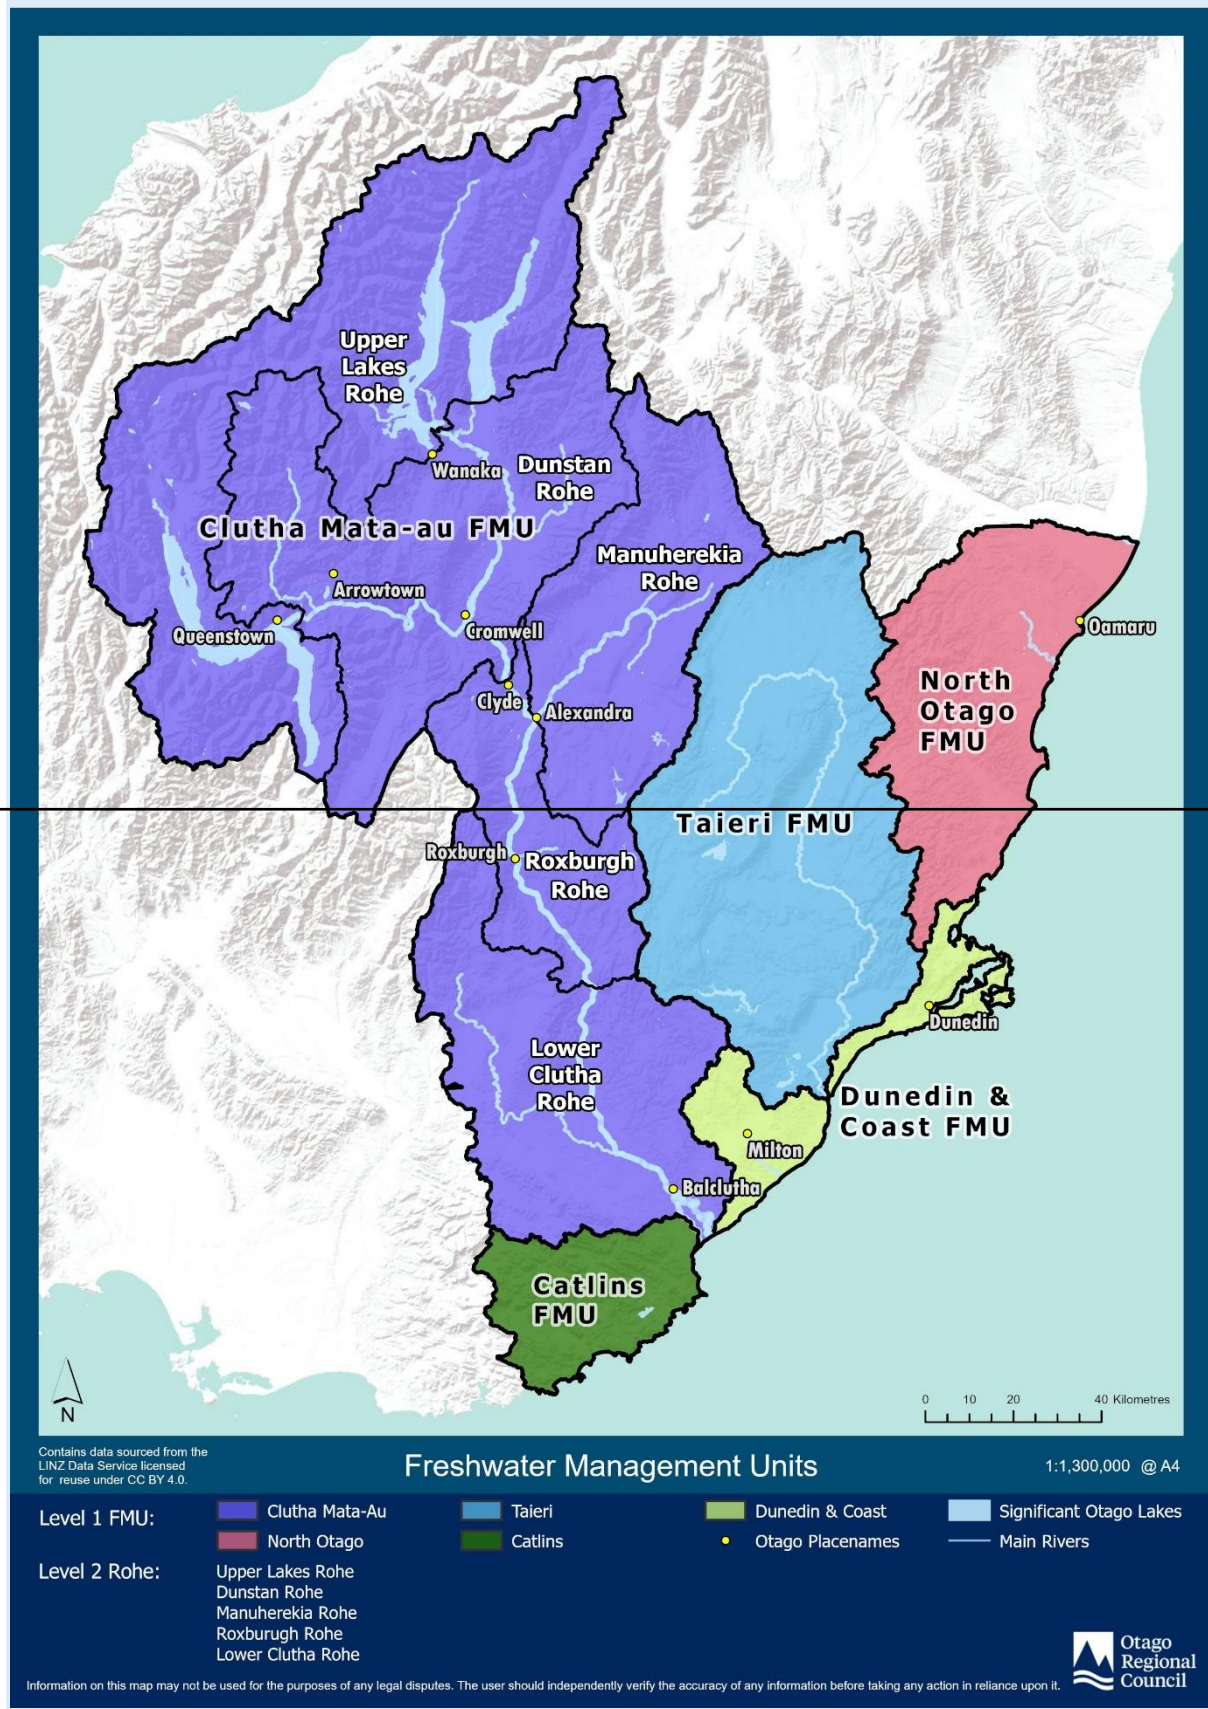 Upper
Lakes
Rohe
Wanaka
Dunstan
Rohe
Clutha Mata-au FMU
Manuherekia
Rohe
Arrowtown
Queenstown
Cromwell
Oamaru
Clyde
Alexandra
North
Otago
FMU
Taieri FMU
Roxburgh
Roxburgh
Rohe
Dunedin
Lower
Clutha
Rohe
Dunedin &
Coast FMU
Milton
Balclutha
Catlins
FMU
N
0 10 20 40 Kilometres
Contains data sourced from the
LINZ Data Service licensed
for reuse under CC BY 4.0.
Freshwater Management Units
1:1,300,000 @ A4
Level 1 FMU:
Clutha Mata-Au
Taieri
Dunedin & Coast
Significant Otago Lakes
North Otago
Catlins
Otago Placenames
Main Rivers
Level 2 Rohe:
Upper Lakes Rohe
Dunstan Rohe
Manuherekia Rohe
Roxburugh Rohe
Lower Clutha Rohe
Otago
Regional
Council
Information on this map may not be used for the purposes of any legal disputes. The user should independently verify the accuracy of any information before taking any action in reliance upon it.